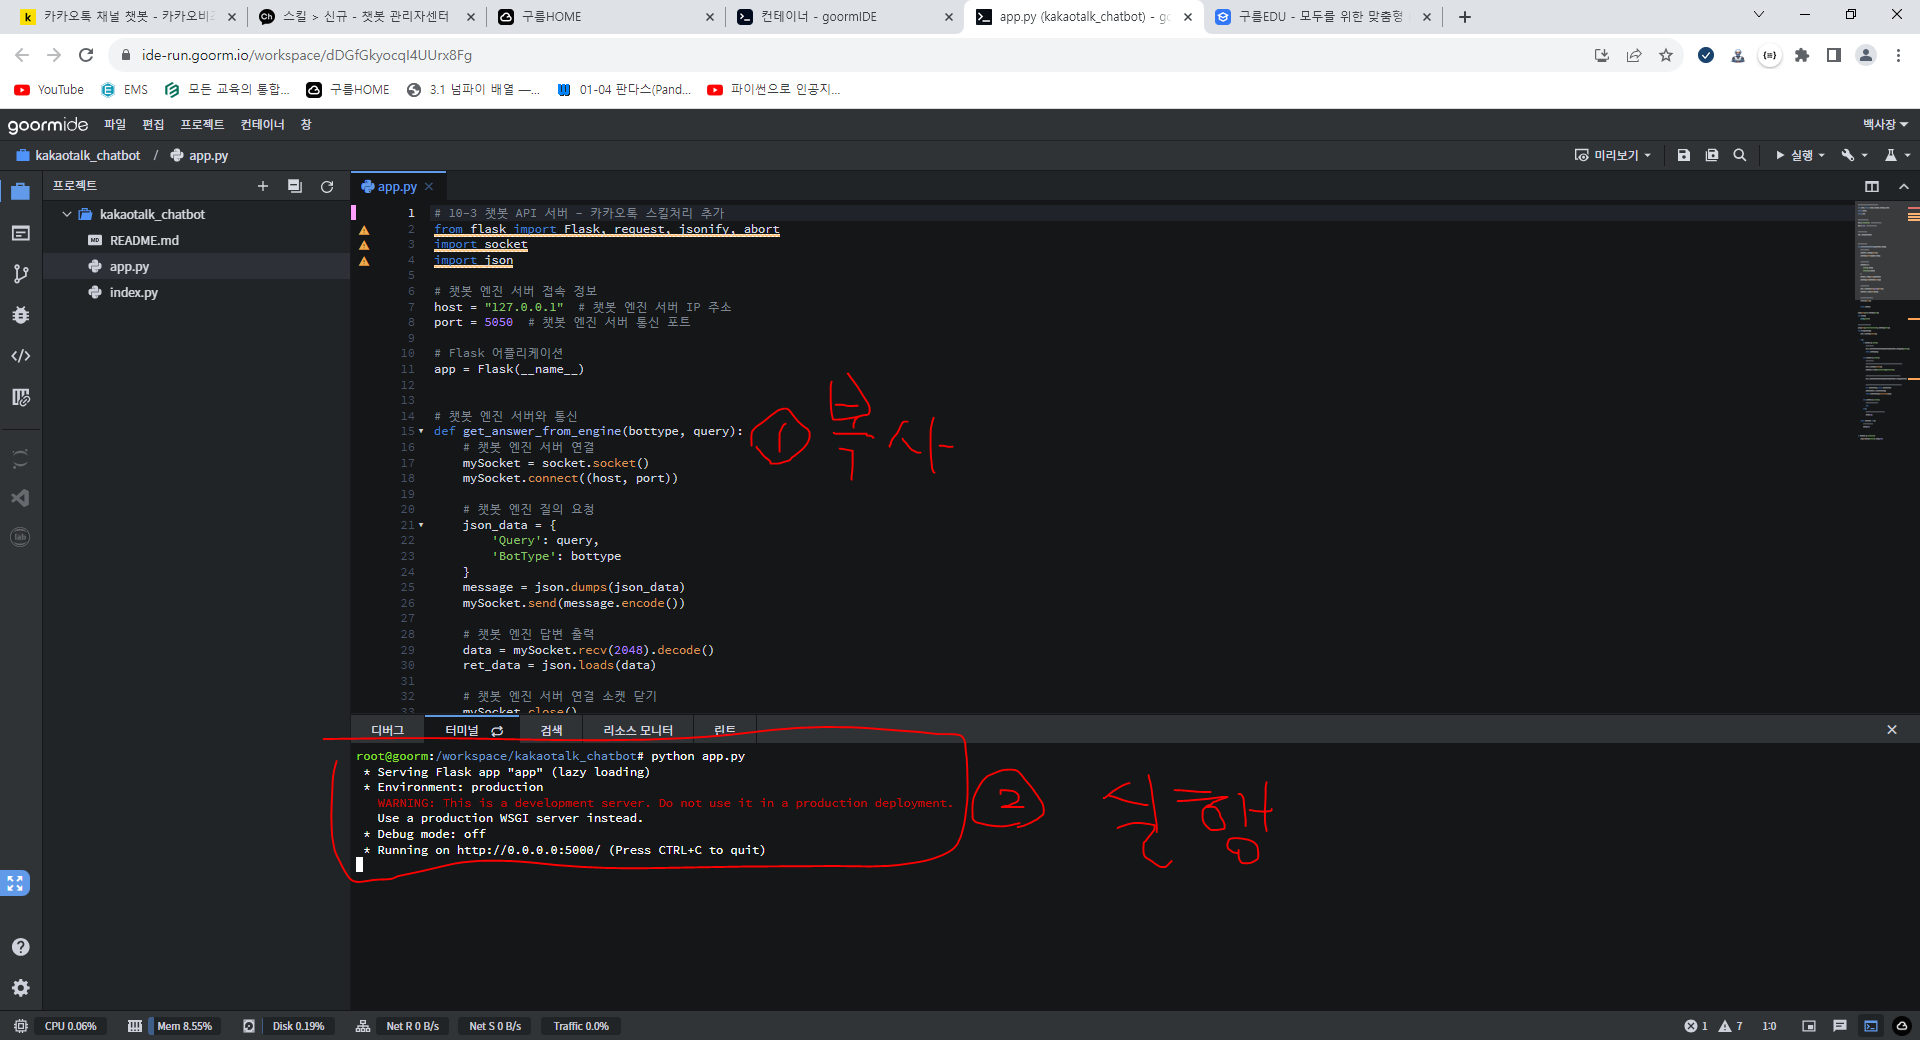 카카오톡 채널 챗봇 - 카카오비즈
스킬 > 신규 - 챗봇 관리자센터
구름HOME
컨테이너 - goormIDE
app.py (kakaotalk_chatbot) - go
구름EDU - 모두를 위한 맞춤형
ide-run.goorm.io/workspace/dDGfGkyocqI4UUrx8Fg
YouTube
EMS
모든 교육의 통합...
구름HOME
3.1 넘파이 배열 —...
01-04 판다스(Pand...
파이썬으로 인공지...
goormide 파일 편집 프로젝트 컨테이너 창
백사장
kakaotalk_chatbot / app.py
미리보기
실행
프로젝트
kakaotalk_chatbot
README.md
app.py
index.py
app.py
1 # 10-3 챗봇 API 서버 - 카카오톡 스킬처리 추가
2 from flask import Flask, request, jsonify, abort
3 import socket
4 import json
5
6 # 챗봇 엔진 서버 접속 정보
7 host = "127.0.0.1"  # 챗봇 엔진 서버 IP 주소
8 port = 5050  # 챗봇 엔진 서버 통신 포트
9
10 # Flask 어플리케이션
11 app = Flask(__name__)
12
13
14 # 챗봇 엔진 서버와 통신
15 def get_answer_from_engine(bottype, query):
16     # 챗봇 엔진 서버 연결
17     mySocket = socket.socket()
18     mySocket.connect((host, port))
19
20     # 챗봇 엔진 질의 요청
21     json_data = {
22         'Query': query,
23         'BotType': bottype
24     }
25     message = json.dumps(json_data)
26     mySocket.send(message.encode())
27
28     # 챗봇 엔진 답변 출력
29     data = mySocket.recv(2048).decode()
30     ret_data = json.loads(data)
31
32     # 챗봇 엔진 서버 연결 소켓 닫기
33     mySocket.close()
① 복사
디버그 터미널 검색 리소스 모니터 린트
root@goorm:/workspace/kakaotalk_chatbot# python app.py
 * Serving Flask app "app" (lazy loading)
 * Environment: production
   WARNING: This is a development server. Do not use it in a production deployment.
   Use a production WSGI server instead.
 * Debug mode: off
 * Running on http://0.0.0.0:5000/ (Press CTRL+C to quit)
② 실행
CPU 0.06%
Mem 8.55%
Disk 0.19%
Net R 0 B/s
Net S 0 B/s
Traffic 0.0%
1
7
1:0